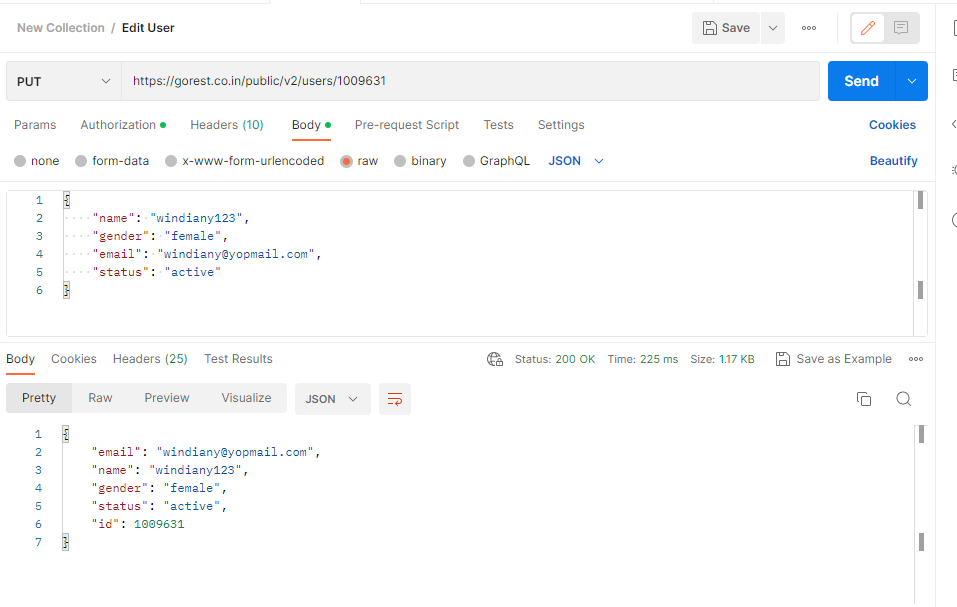 New Collection / Edit User Save
PUT https://gorest.co.in/public/v2/users/1009631 Send
Params Authorization Headers (10) Body Pre-request Script Tests Settings Cookies
none form-data x-www-form-urlencoded raw binary GraphQL JSON Beautify
1 {
2 "name": "windiany123",
3 "gender": "female",
4 "email": "windiany@yopmail.com",
5 "status": "active"
6 }
Body Cookies Headers (25) Test Results Status: 200 OK Time: 225 ms Size: 1.17 KB Save as Example
Pretty Raw Preview Visualize JSON
1 {
2 "email": "windiany@yopmail.com",
3 "name": "windiany123",
4 "gender": "female",
5 "status": "active",
6 "id": 1009631
7 }